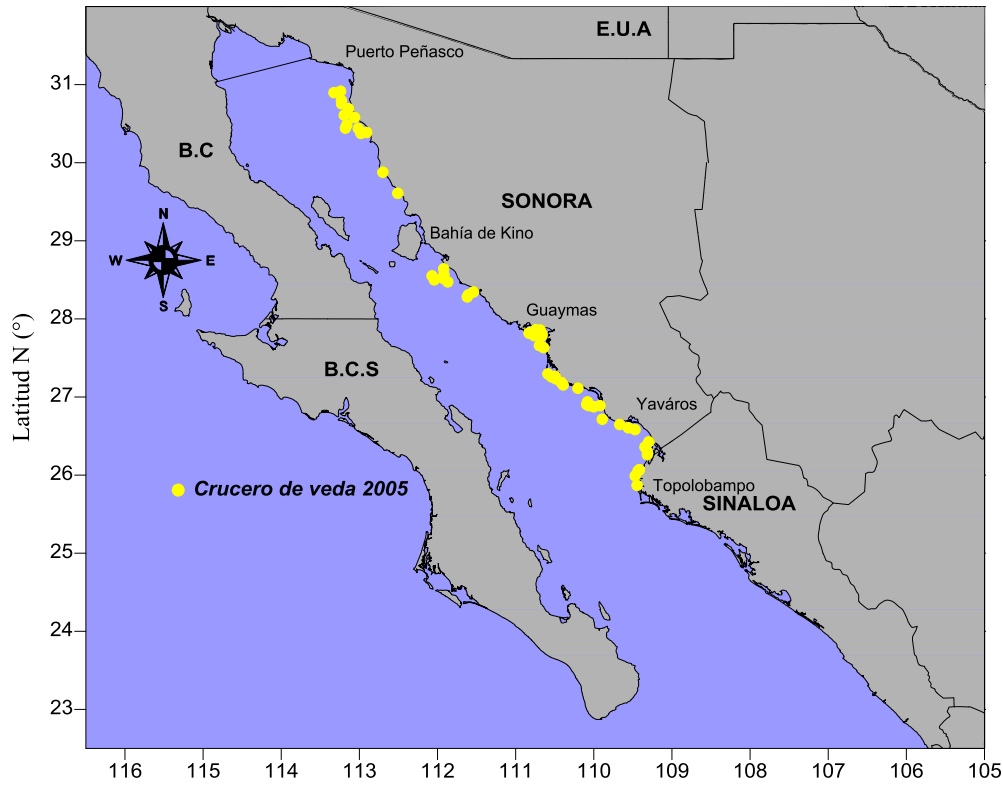 E.U.A
Puerto Peñasco
31
B.C
30
SONORA
N
29
Bahía de Kino
W
E
S
Guaymas
28
B.C.S
27
Yaváros
Latitud N (°)
26
Topolobampo
Crucero de veda 2005
SINALOA
25
24
23
116 115 114 113 112 111 110 109 108 107 106 105